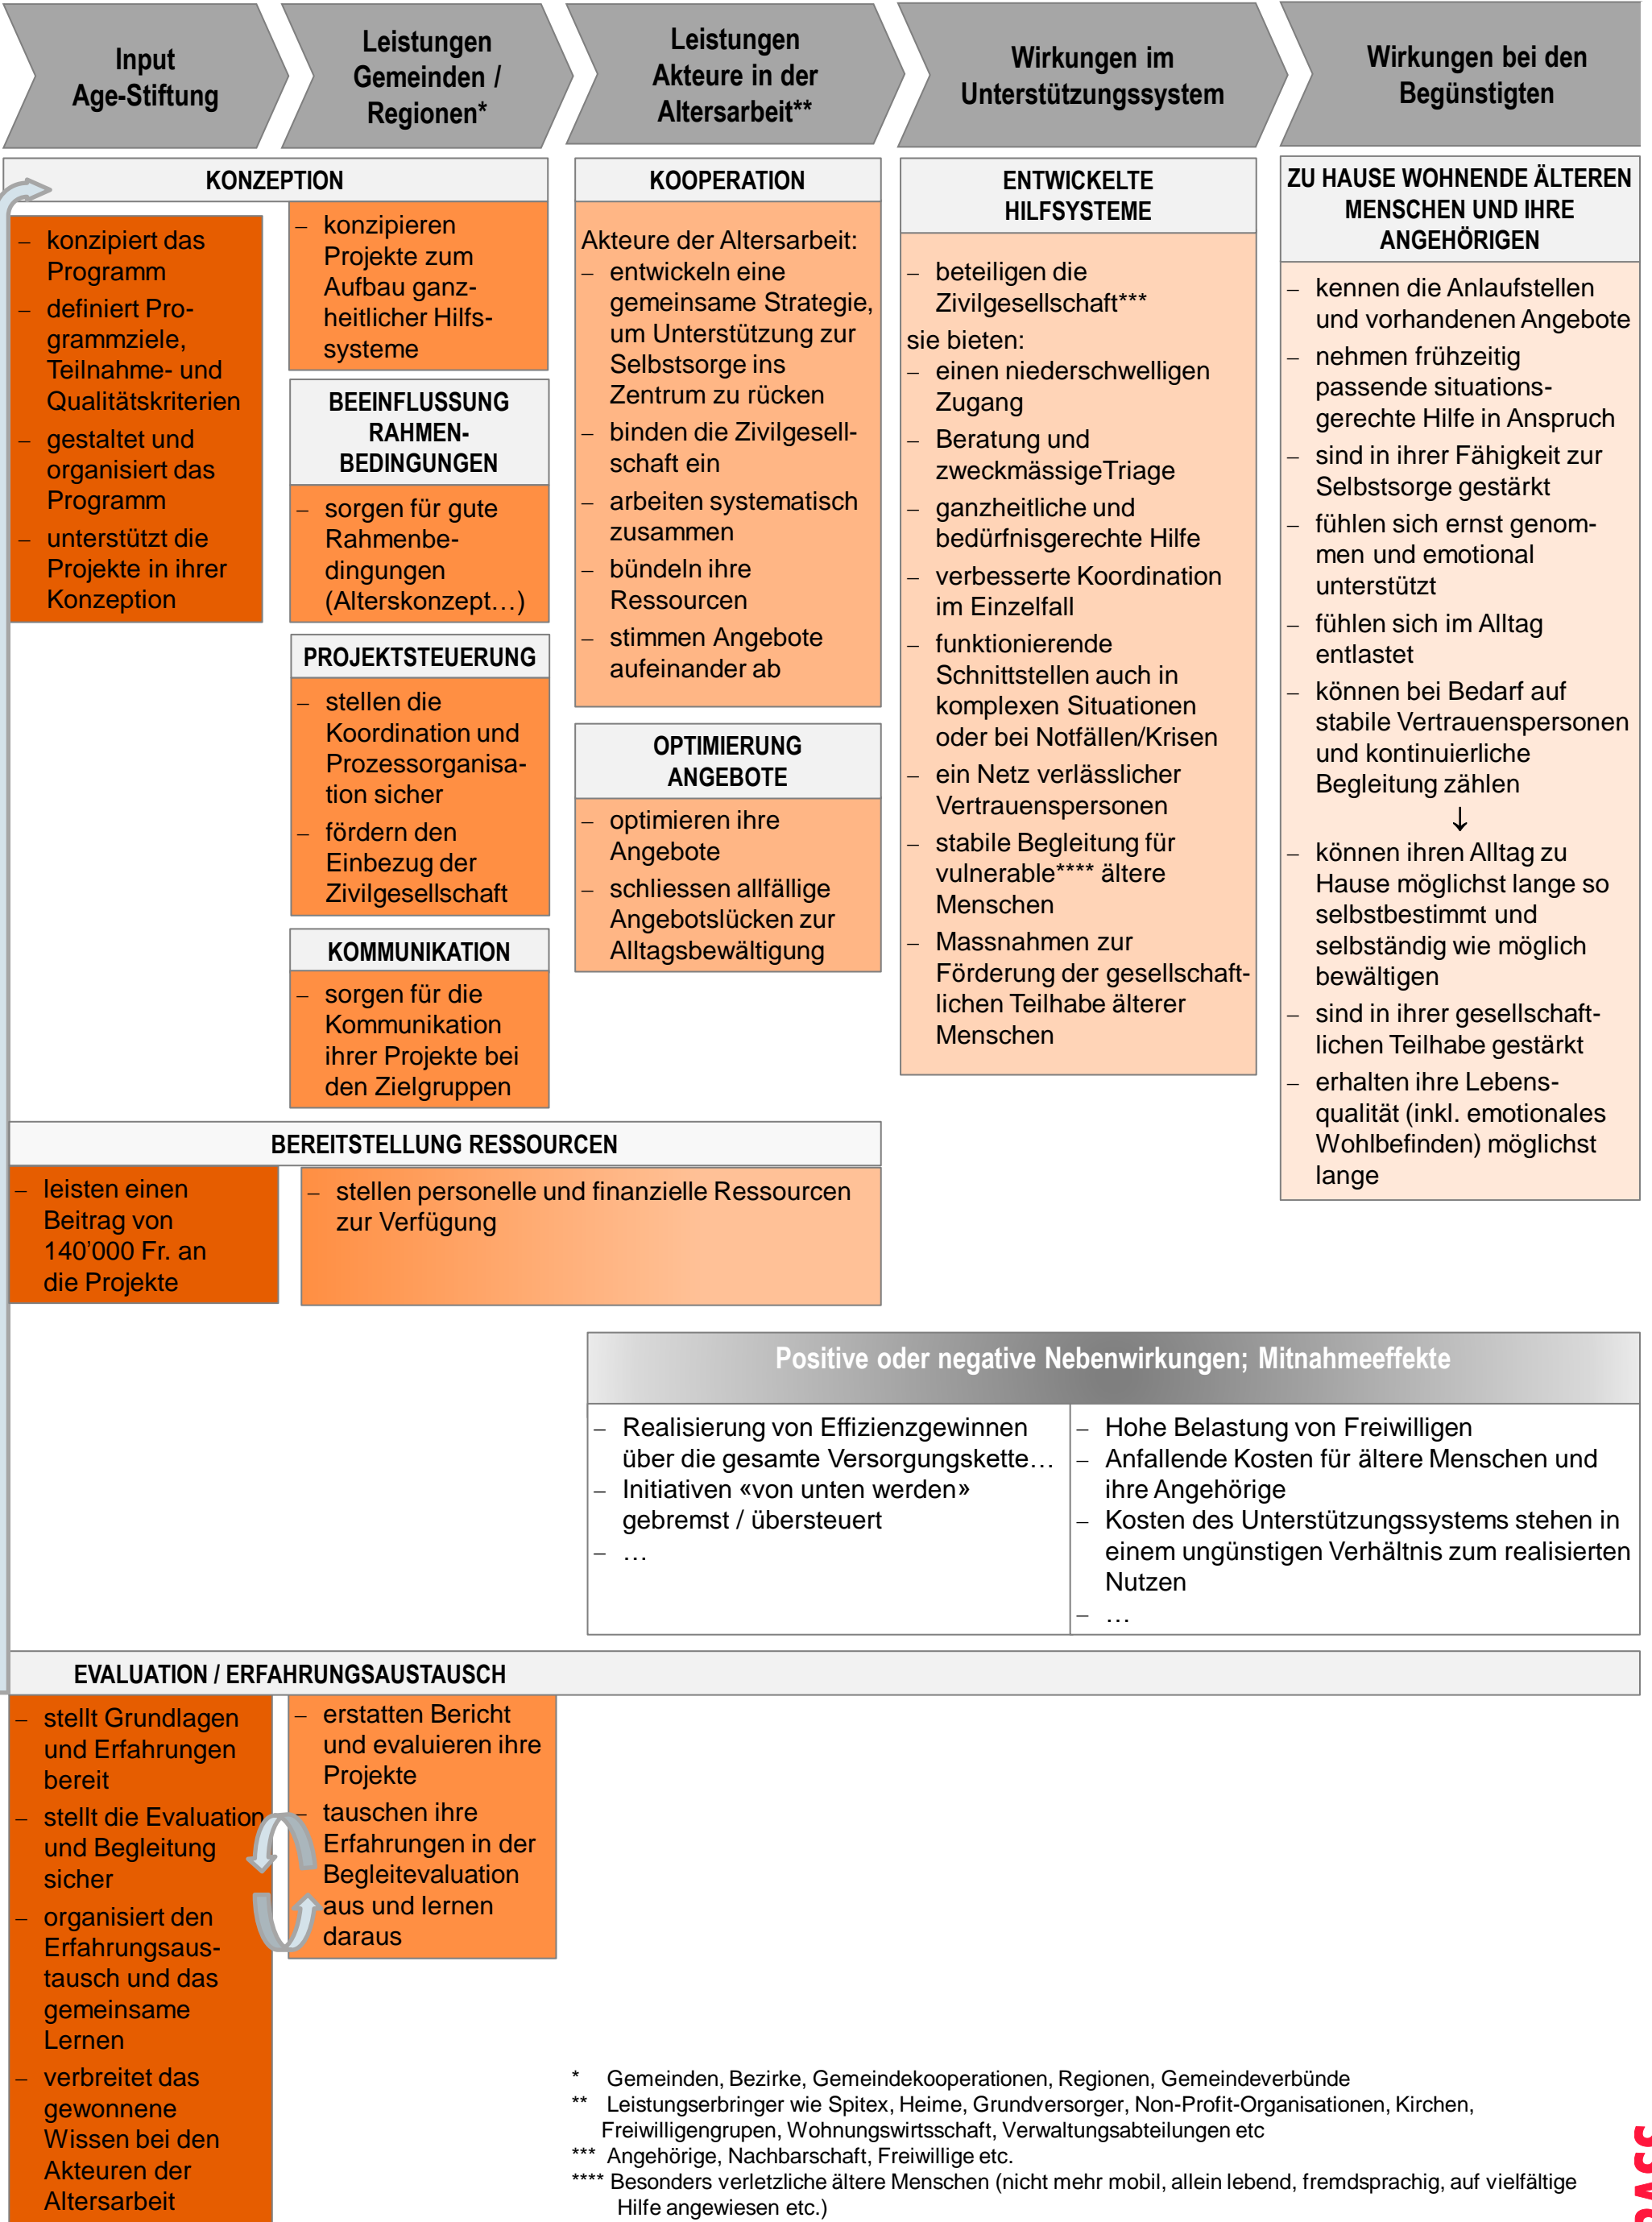 Input
Age-Stiftung
Leistungen
Gemeinden /
Regionen*
Leistungen
Akteure in der
Altersarbeit**
Wirkungen im
Unterstützungssystem
Wirkungen bei den
Begünstigten
KONZEPTION
– konzipiert das
Programm
– definiert Pro-
grammziele,
Teilnahme- und
Qualitätskriterien
– gestaltet und
organisiert das
Programm
– unterstützt die
Projekte in ihrer
Konzeption
– konzipieren
Projekte zum
Aufbau ganz-
heitlicher Hilfs-
systeme
BEEINFLUSSUNG
RAHMEN-
BEDINGUNGEN
– sorgen für gute
Rahmenbe-
dingungen
(Alterskonzept…)
PROJEKTSTEUERUNG
– stellen die
Koordination und
Prozessorganisa-
tion sicher
– fördern den
Einbezug der
Zivilgesellschaft
KOMMUNIKATION
– sorgen für die
Kommunikation
ihrer Projekte bei
den Zielgruppen
KOOPERATION
Akteure der Altersarbeit:
– entwickeln eine
gemeinsame Strategie,
um Unterstützung zur
Selbstsorge ins
Zentrum zu rücken
– binden die Zivilgesell-
schaft ein
– arbeiten systematisch
zusammen
– bündeln ihre
Ressourcen
– stimmen Angebote
aufeinander ab
OPTIMIERUNG
ANGEBOTE
– optimieren ihre
Angebote
– schliessen allfällige
Angebotslücken zur
Alltagsbewältigung
ENTWICKELTE
HILFSYSTEME
– beteiligen die
Zivilgesellschaft***
sie bieten:
– einen niederschwelligen
Zugang
– Beratung und
zweckmässigeTriage
– ganzheitliche und
bedürfnisgerechte Hilfe
– verbesserte Koordination
im Einzelfall
– funktionierende
Schnittstellen auch in
komplexen Situationen
oder bei Notfällen/Krisen
– ein Netz verlässlicher
Vertrauenspersonen
– stabile Begleitung für
vulnerable**** ältere
Menschen
– Massnahmen zur
Förderung der gesellschaft-
lichen Teilhabe älterer
Menschen
ZU HAUSE WOHNENDE ÄLTEREN
MENSCHEN UND IHRE
ANGEHÖRIGEN
– kennen die Anlaufstellen
und vorhandenen Angebote
– nehmen frühzeitig
passende situations-
gerechte Hilfe in Anspruch
– sind in ihrer Fähigkeit zur
Selbstsorge gestärkt
– fühlen sich ernst genom-
men und emotional
unterstützt
– fühlen sich im Alltag
entlastet
– können bei Bedarf auf
stabile Vertrauenspersonen
und kontinuierliche
Begleitung zählen
↓
– können ihren Alltag zu
Hause möglichst lange so
selbstbestimmt und
selbständig wie möglich
bewältigen
– sind in ihrer gesellschaft-
lichen Teilhabe gestärkt
– erhalten ihre Lebens-
qualität (inkl. emotionales
Wohlbefinden) möglichst
lange
BEREITSTELLUNG RESSOURCEN
– leisten einen
Beitrag von
140’000 Fr. an
die Projekte
– stellen personelle und finanzielle Ressourcen
zur Verfügung
Positive oder negative Nebenwirkungen; Mitnahmeeffekte
– Realisierung von Effizienzgewinnen
über die gesamte Versorgungskette…
– Initiativen «von unten werden»
gebremst / übersteuert
– …
– Hohe Belastung von Freiwilligen
– Anfallende Kosten für ältere Menschen und
ihre Angehörige
– Kosten des Unterstützungssystems stehen in
einem ungünstigen Verhältnis zum realisierten
Nutzen
– …
EVALUATION / ERFAHRUNGSAUSTAUSCH
– stellt Grundlagen
und Erfahrungen
bereit
– stellt die Evaluation
und Begleitung
sicher
– organisiert den
Erfahrungsaus-
tausch und das
gemeinsame
Lernen
– verbreitet das
gewonnene
Wissen bei den
Akteuren der
Altersarbeit
– erstatten Bericht
und evaluieren ihre
Projekte
– tauschen ihre
Erfahrungen in der
Begleitevaluation
aus und lernen
daraus
* Gemeinden, Bezirke, Gemeindekooperationen, Regionen, Gemeindeverbünde
** Leistungserbringer wie Spitex, Heime, Grundversorger, Non-Profit-Organisationen, Kirchen,
Freiwilligengrupen, Wohnungswirtsschaft, Verwaltungsabteilungen etc
*** Angehörige, Nachbarschaft, Freiwillige etc.
**** Besonders verletzliche ältere Menschen (nicht mehr mobil, allein lebend, fremdsprachig, auf vielfältige
Hilfe angewiesen etc.)